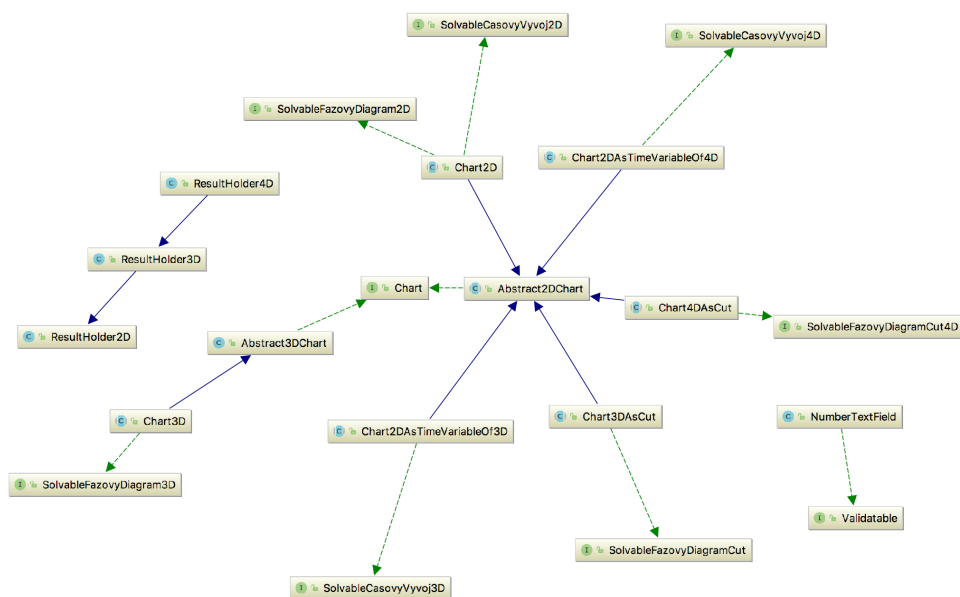 SolvableCasovyVyvoj2D
SolvableCasovyVyvoj4D
SolvableFazovyDiagram2D
Chart2D
Chart2DAsTimeVariableOf4D
ResultHolder4D
ResultHolder3D
Chart
Abstract2DChart
Chart4DAsCut
SolvableFazovyDiagramCut4D
ResultHolder2D
Abstract3DChart
Chart3D
Chart2DAsTimeVariableOf3D
Chart3DAsCut
NumberTextField
SolvableFazovyDiagram3D
Validatable
SolvableFazovyDiagramCut
SolvableCasovyVyvoj3D